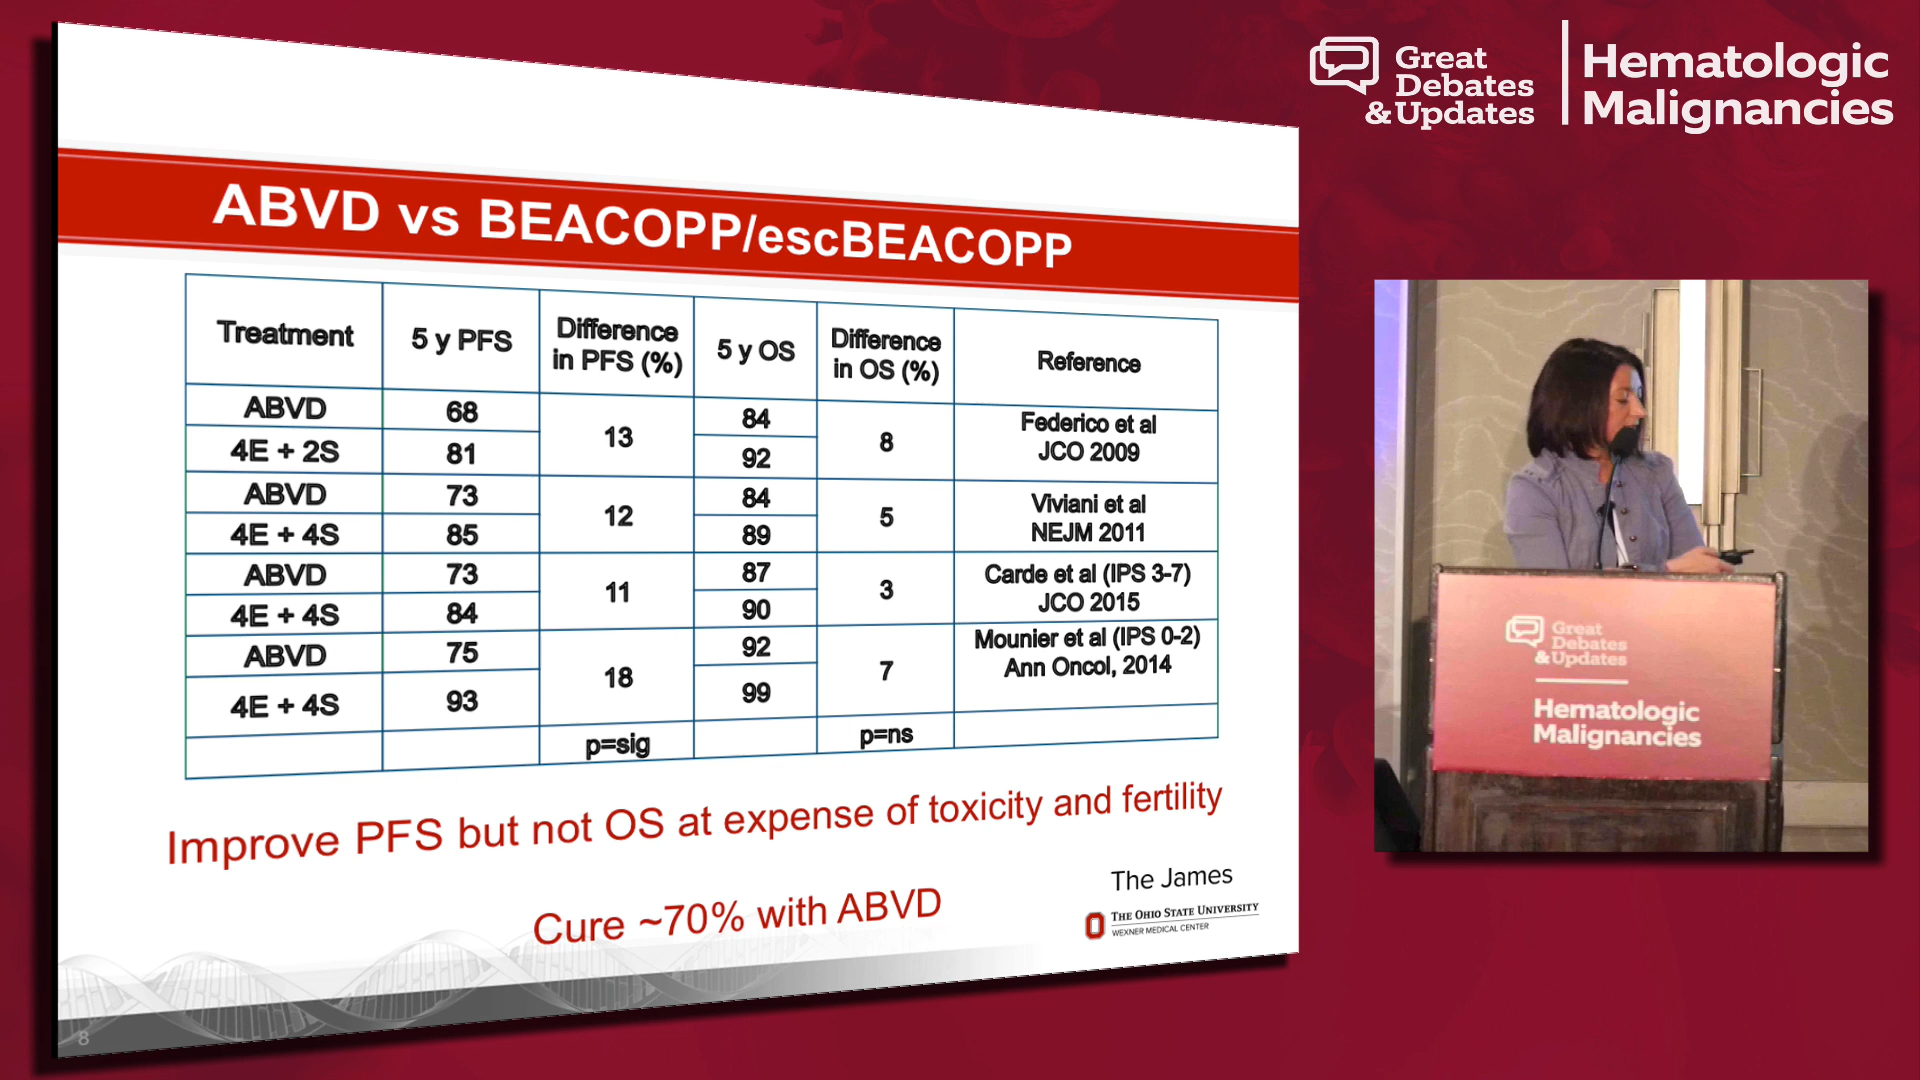 Great
Debates
& Updates
Hematologic
Malignancies
ABVD vs BEACOPP/escBEACOPP
Treatment
5 y PFS
Difference
in PFS (%)
5 y OS
Difference
in OS (%)
Reference
ABVD
68
13
84
8
Federico et al
JCO 2009
4E + 2S
81
92
ABVD
73
12
84
5
Viviani et al
NEJM 2011
4E + 4S
85
89
ABVD
73
11
87
3
Carde et al (IPS 3-7)
JCO 2015
4E + 4S
84
90
ABVD
75
18
92
7
Mounier et al (IPS 0-2)
Ann Oncol, 2014
4E + 4S
93
99
p=sig
p=ns
Improve PFS but not OS at expense of toxicity and fertility
Cure ~70% with ABVD
The James
THE OHIO STATE UNIVERSITY
WEXNER MEDICAL CENTER
8
Great
Debates
& Updates
Hematologic
Malignancies